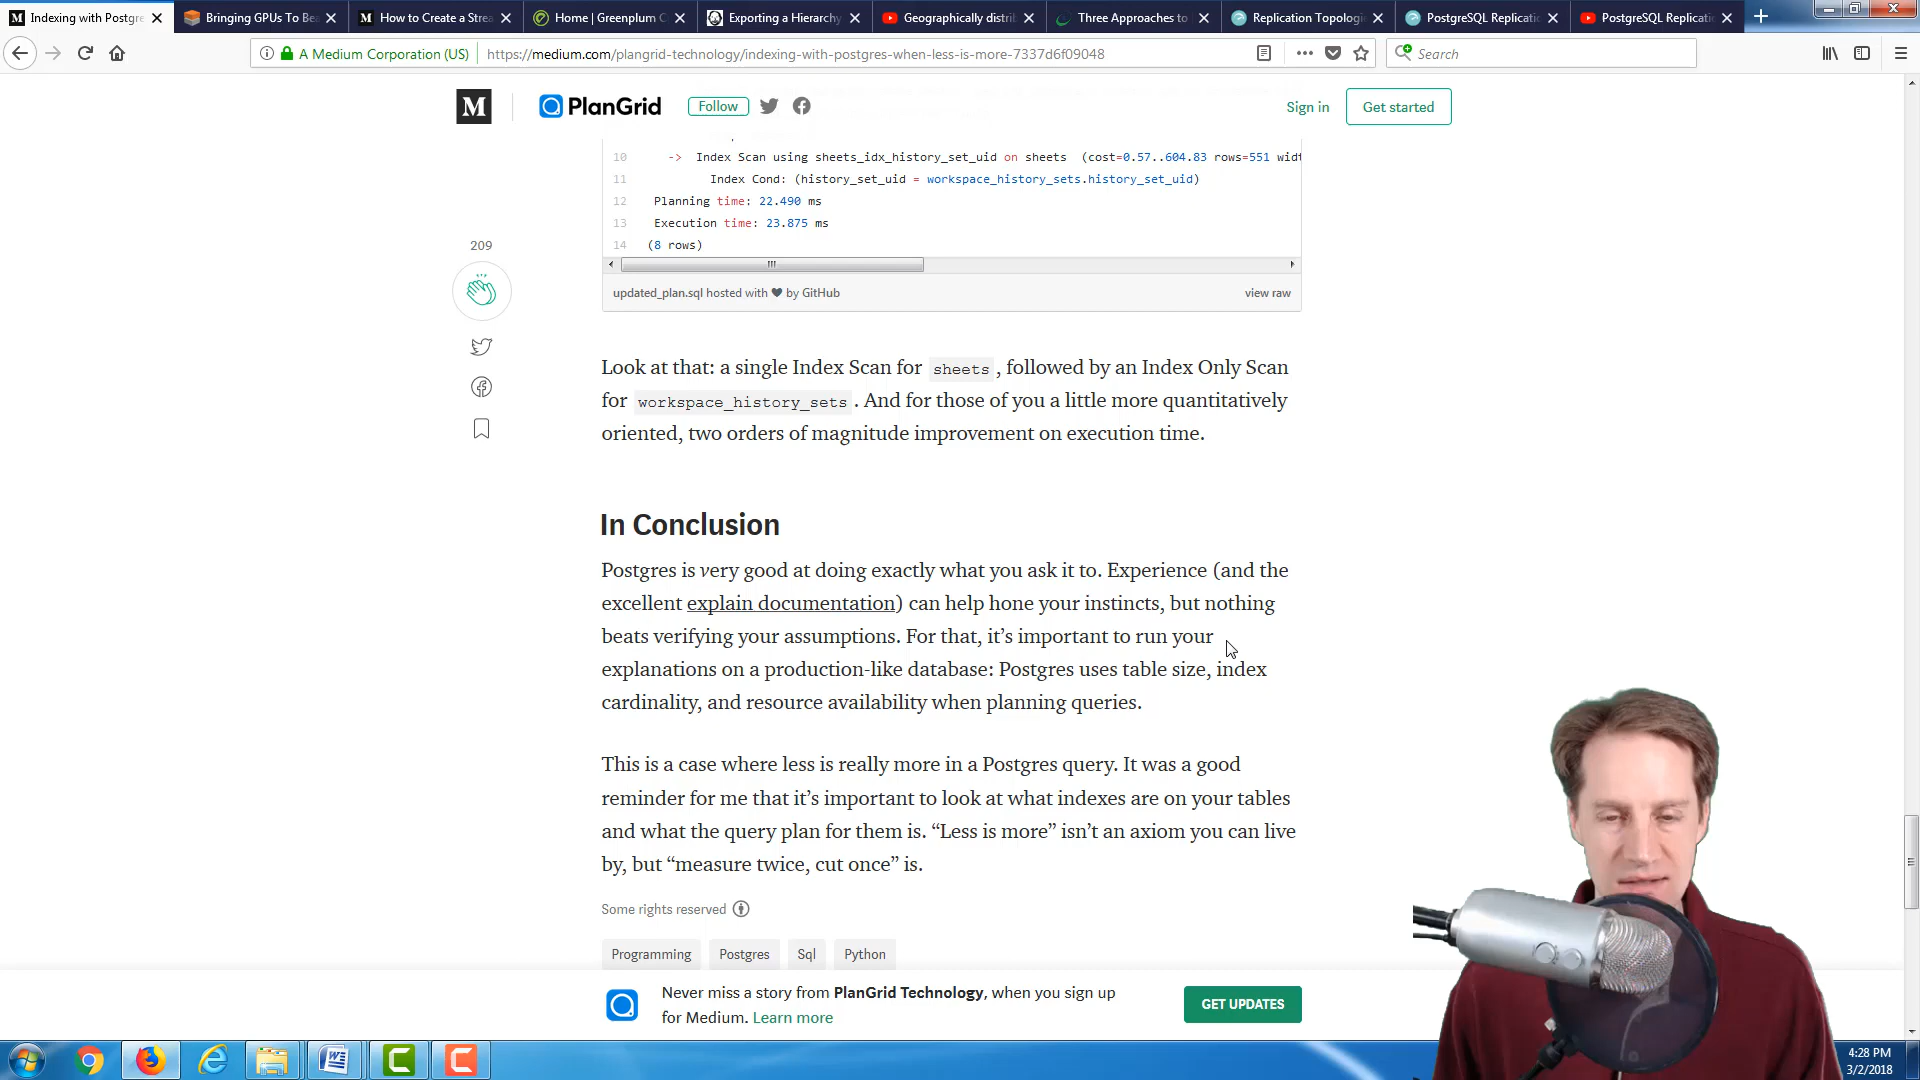 Indexing with Postgre
Bringing GPUs To Be
How to Create a Strea
Home | Greenplum C
Exporting a Hierarchy
Geographically distrib
Three Approaches to
Replication Topologi
PostgreSQL Replicati
PostgreSQL Replicati
A Medium Corporation (US)
https://medium.com/plangrid-technology/indexing-with-postgres-when-less-is-more-7337d6f09048
Search
M
PlanGrid
Follow
Sign in
Get started
10 -> Index Scan using sheets_idx_history_set_uid on sheets (cost=0.57..604.83 rows=551 widt
11 Index Cond: (history_set_uid = workspace_history_sets.history_set_uid)
12 Planning time: 22.490 ms
13 Execution time: 23.875 ms
14 (8 rows)
updated_plan.sql hosted with ❤ by GitHub
view raw
209
Look at that: a single Index Scan for sheets , followed by an Index Only Scan
for workspace_history_sets . And for those of you a little more quantitatively
oriented, two orders of magnitude improvement on execution time.
In Conclusion
Postgres is very good at doing exactly what you ask it to. Experience (and the
excellent explain documentation) can help hone your instincts, but nothing
beats verifying your assumptions. For that, it’s important to run your
explanations on a production-like database: Postgres uses table size, index
cardinality, and resource availability when planning queries.
This is a case where less is really more in a Postgres query. It was a good
reminder for me that it’s important to look at what indexes are on your tables
and what the query plan for them is. “Less is more” isn’t an axiom you can live
by, but “measure twice, cut once” is.
Some rights reserved
Programming
Postgres
Sql
Python
Never miss a story from PlanGrid Technology, when you sign up
for Medium. Learn more
GET UPDATES
4:28 PM
3/2/2018